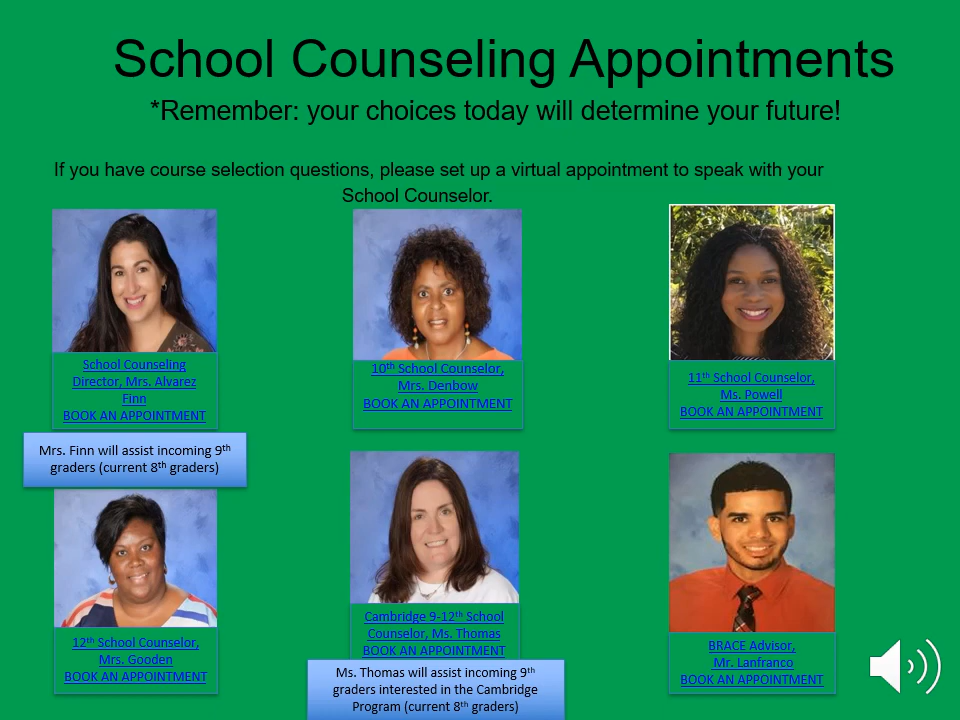 School Counseling Appointments
*Remember: your choices today will determine your future!
If you have course selection questions, please set up a virtual appointment to speak with your
School Counselor.
School Counseling
Director, Mrs. Alvarez
Finn
BOOK AN APPOINTMENT
Mrs. Finn will assist incoming 9th
graders (current 8th graders)
10th School Counselor,
Mrs. Denbow
BOOK AN APPOINTMENT
11th School Counselor,
Ms. Powell
BOOK AN APPOINTMENT
12th School Counselor,
Mrs. Gooden
BOOK AN APPOINTMENT
Cambridge 9-12th School
Counselor, Ms. Thomas
BOOK AN APPOINTMENT
Ms. Thomas will assist incoming 9th
graders interested in the Cambridge
Program (current 8th graders)
BRACE Advisor,
Mr. Lanfranco
BOOK AN APPOINTMENT